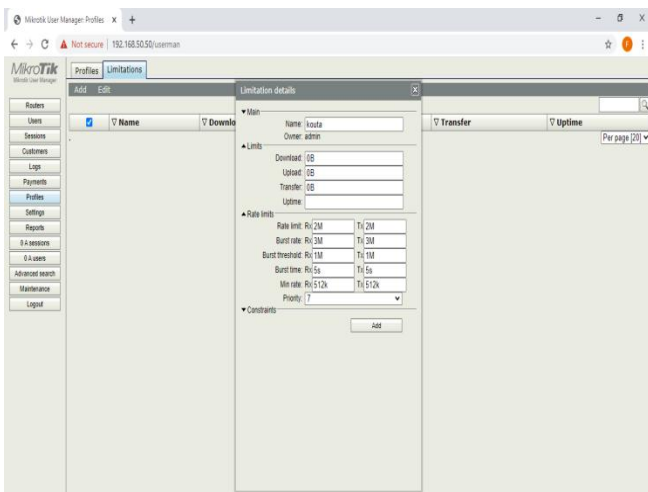 Mikrotik User Manager: Profiles
Not secure | 192.168.50.50/userman
MikroTik
Mikrotik User Manager
Profiles Limitations
Add Edit
Routers
Users
Sessions
Customers
Logs
Payments
Profiles
Settings
Reports
0 A sessions
0 A users
Advanced search
Maintenance
Logout
Name Downlo Transfer Uptime
Per page [20]
Limitation details
Main
Name: kouta
Owner: admin
Limits
Download: 0B
Upload: 0B
Transfer: 0B
Uptime:
Rate limits
Rate limit: Rx 2M Tx 2M
Burst rate: Rx 3M Tx 3M
Burst threshold: Rx 1M Tx 1M
Burst time: Rx 5s Tx 5s
Min rate: Rx 512k Tx 512k
Priority: 7
Constraints
Add